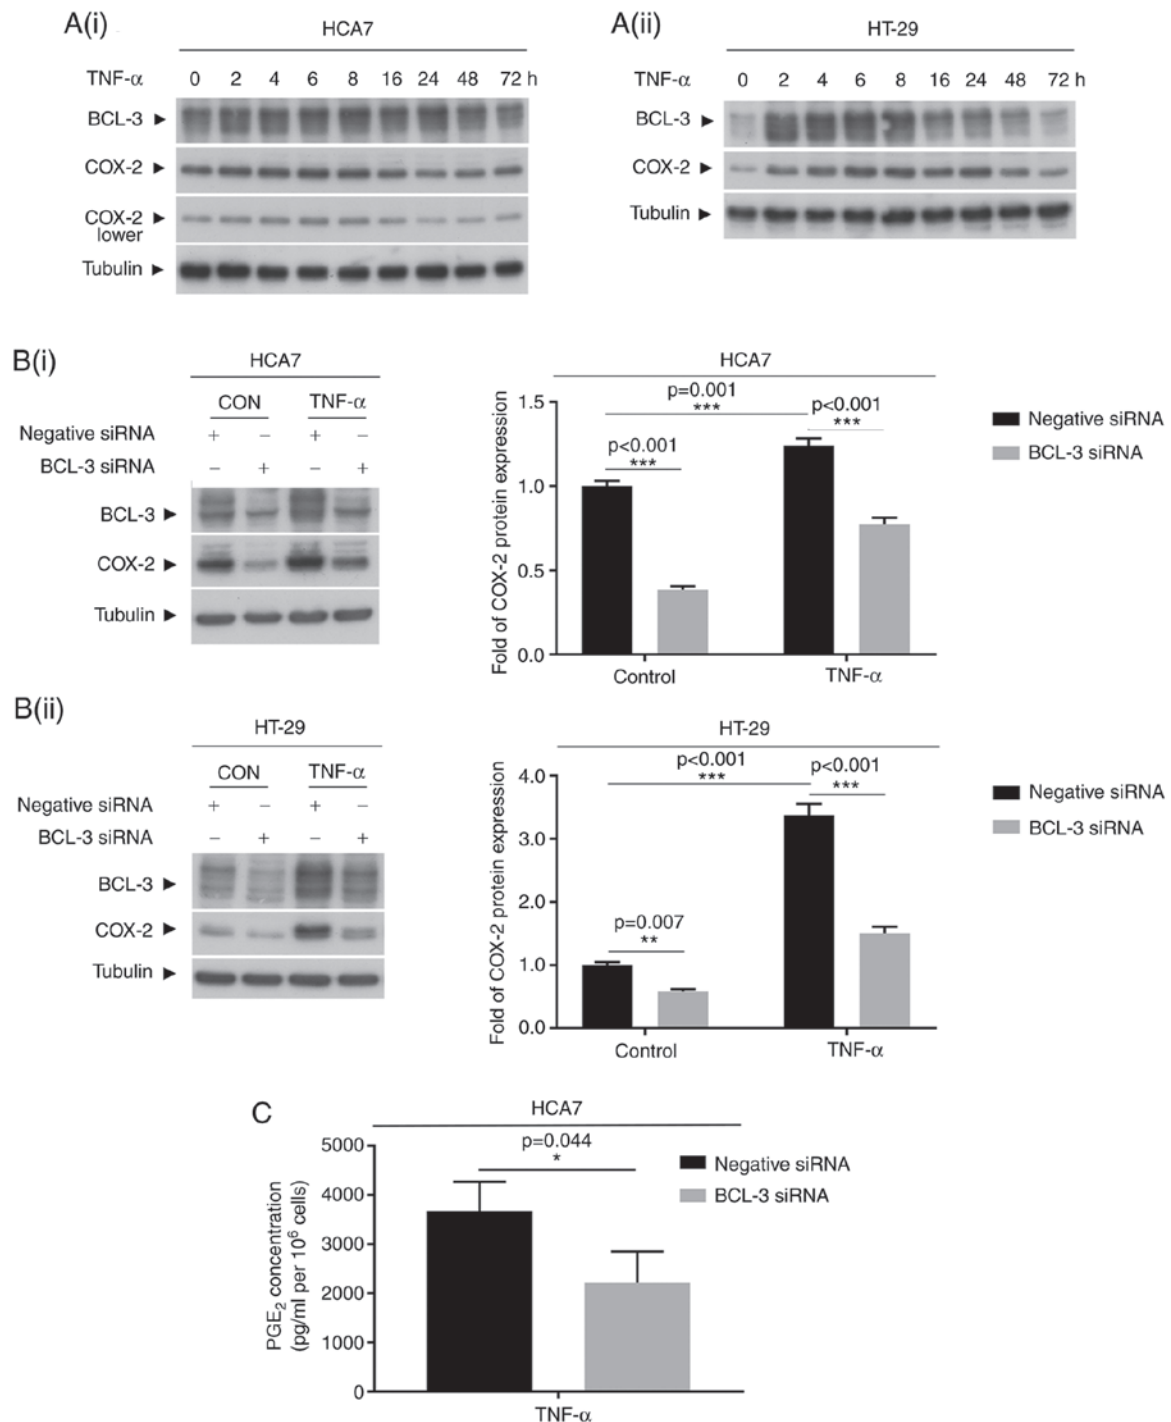 A(i)
HCA7
TNF-α 0 2 4 6 8 16 24 48 72 h
BCL-3
COX-2
COX-2
lower
Tubulin
A(ii)
HT-29
TNF-α 0 2 4 6 8 16 24 48 72 h
BCL-3
COX-2
Tubulin
B(i)
HCA7
CON TNF-α
Negative siRNA + − + −
BCL-3 siRNA − + − +
BCL-3
COX-2
Tubulin
HCA7
p=0.001
***
p<0.001
***
p<0.001
***
Fold of COX-2 protein expression
1.5
1.0
0.5
0.0
Control TNF-α
Negative siRNA
BCL-3 siRNA
B(ii)
HT-29
CON TNF-α
Negative siRNA + − + −
BCL-3 siRNA − + − +
BCL-3
COX-2
Tubulin
HT-29
p<0.001
***
p<0.001
***
p=0.007
**
Fold of COX-2 protein expression
4.0
3.0
2.0
1.0
0.0
Control TNF-α
Negative siRNA
BCL-3 siRNA
C
HCA7
p=0.044
*
PGE₂ concentration
(pg/ml per 10⁶ cells)
5000
4000
3000
2000
1000
0
TNF-α
Negative siRNA
BCL-3 siRNA